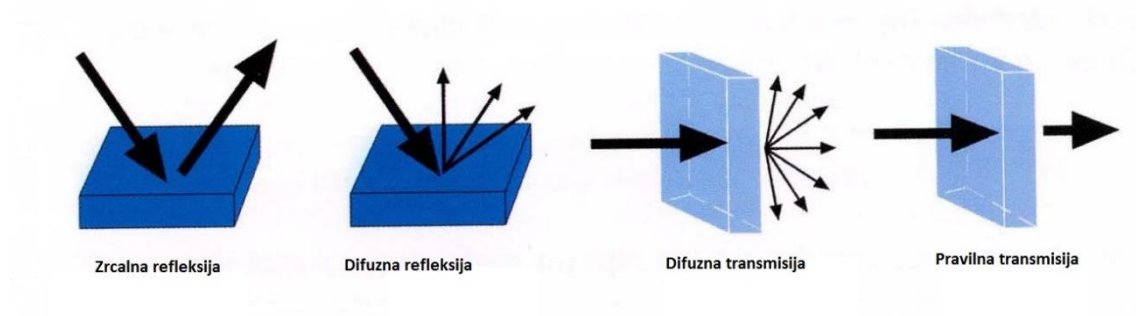 Zrcalna refleksija
Difuzna refleksija
Difuzna transmisija
Pravilna transmisija